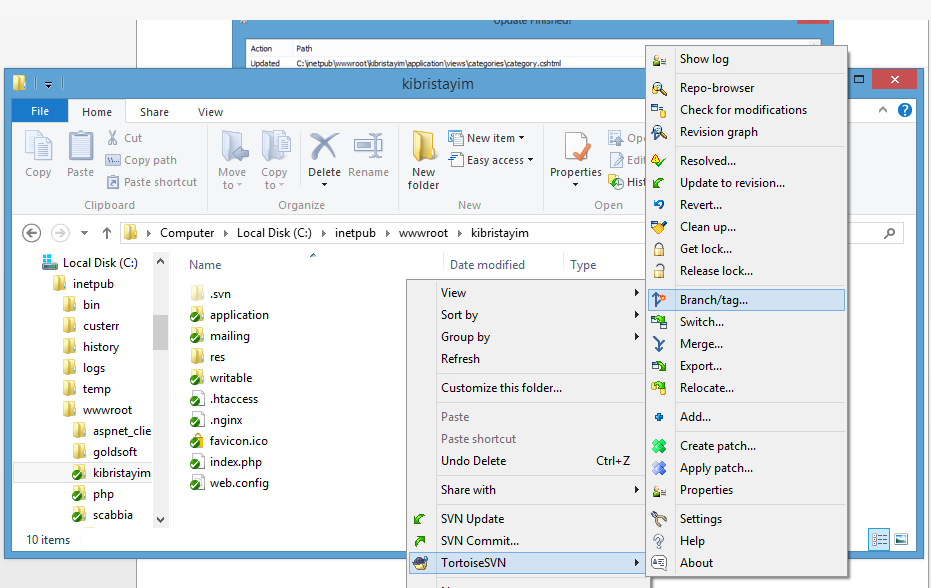 Update Finished!
Action Path
Updated C:\inetpub\wwwroot\kibristayim\application\views\categories\category.cshtml
kibristayim
File Home Share View
Copy
Paste
Cut
Copy path
Paste shortcut
Clipboard
Move to
Copy to
Delete
Rename
Organize
New folder
New item
Easy access
New
Properties
Open
Computer Local Disk (C:) inetpub wwwroot kibristayim
Local Disk (C:)
inetpub
bin
custerr
history
logs
temp
wwwroot
aspnet_clie
goldsoft
kibristayim
php
scabbia
Name Date modified Type
.svn
application
mailing
res
writable
.htaccess
.nginx
favicon.ico
index.php
web.config
10 items
View
Sort by
Group by
Refresh
Customize this folder...
Paste
Paste shortcut
Undo Delete Ctrl+Z
Share with
SVN Update
SVN Commit...
TortoiseSVN
Show log
Repo-browser
Check for modifications
Revision graph
Resolved...
Update to revision...
Revert...
Clean up...
Get lock...
Release lock...
Branch/tag...
Switch...
Merge...
Export...
Relocate...
Add...
Create patch...
Apply patch...
Properties
Settings
Help
About